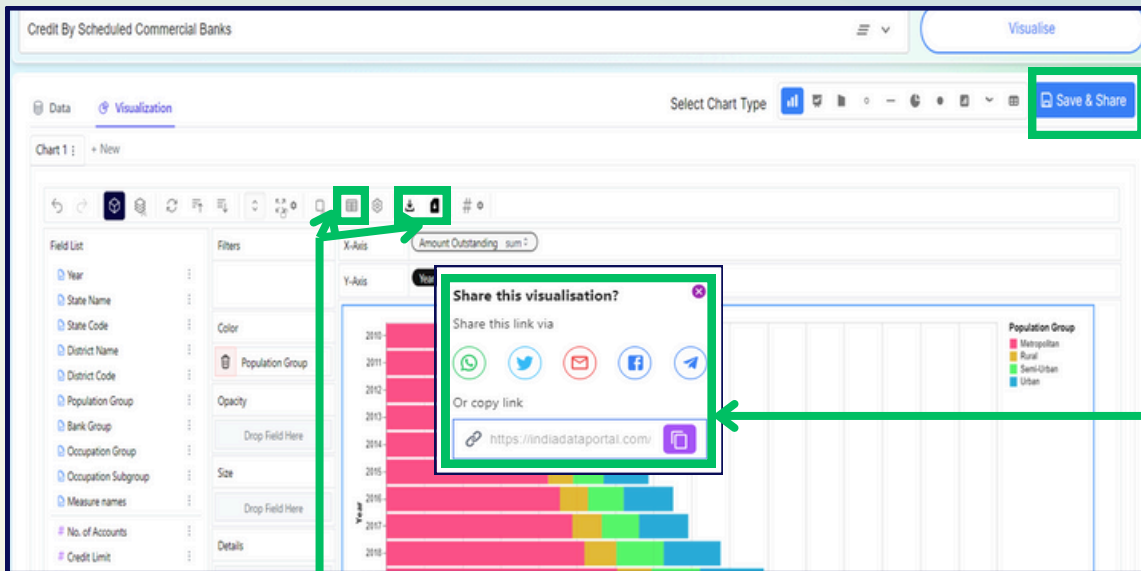 Credit By Scheduled Commercial Banks
Visualise
Data
Visualization
Select Chart Type
Save & Share
Chart 1
+ New
Field List
Filters
X-Axis
Amount Outstanding sum
Year
State Name
State Code
District Name
District Code
Population Group
Bank Group
Occupation Group
Occupation Subgroup
Measure names
# No. of Accounts
# Credit Limit
Color
Population Group
Opacity
Drop Field Here
Size
Drop Field Here
Details
Y-Axis
Year
Share this visualisation?
Share this link via
Or copy link
https://indiadataportal.com/
2010
2011
2012
2013
2014
2015
2016
2017
2018
Year
Population Group
Metropolitan
Rural
Semi-Urban
Urban